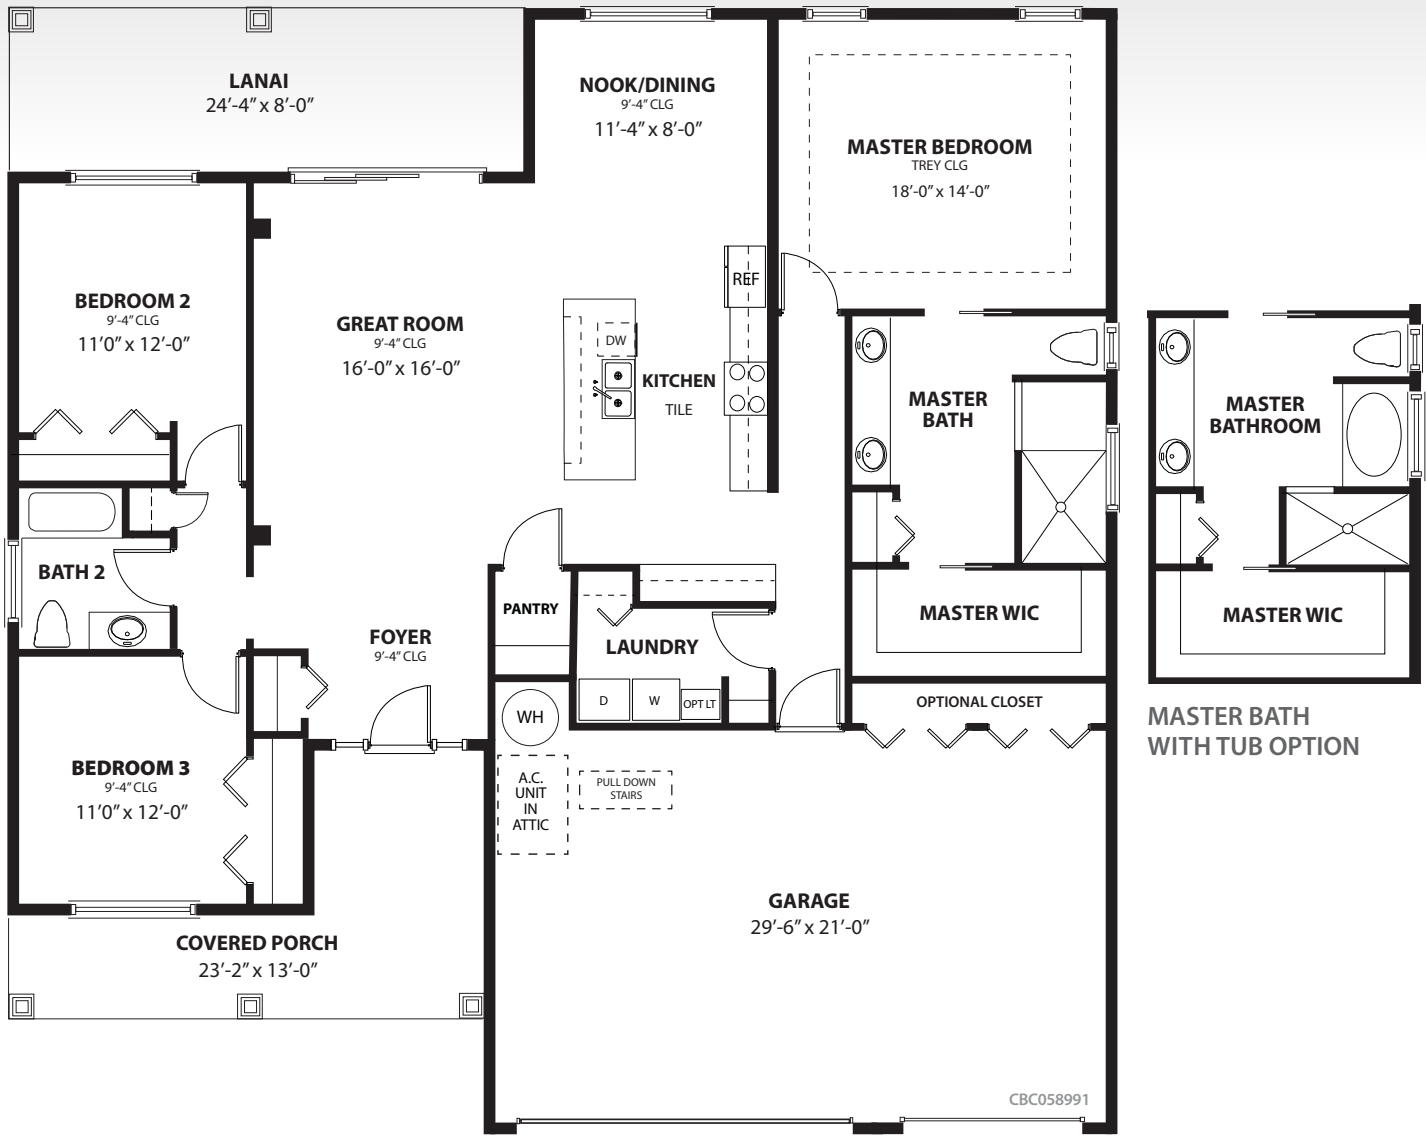 LANAI
24'-4" x 8'-0"
NOOK/DINING
9'-4" CLG
11'-4" x 8'-0"
MASTER BEDROOM
TREY CLG
18'-0" x 14'-0"
BEDROOM 2
9'-4" CLG
11'0" x 12'-0"
GREAT ROOM
9'-4" CLG
16'-0" x 16'-0"
REF
DW
KITCHEN
TILE
MASTER
BATH
MASTER
BATHROOM
BATH 2
PANTRY
FOYER
9'-4" CLG
LAUNDRY
MASTER WIC
MASTER WIC
D
W
OPT LT
WH
OPTIONAL CLOSET
MASTER BATH
WITH TUB OPTION
BEDROOM 3
9'-4" CLG
11'0" x 12'-0"
A.C.
UNIT
IN
ATTIC
PULL DOWN
STAIRS
GARAGE
29'-6" x 21'-0"
COVERED PORCH
23'-2" x 13'-0"
CBC058991